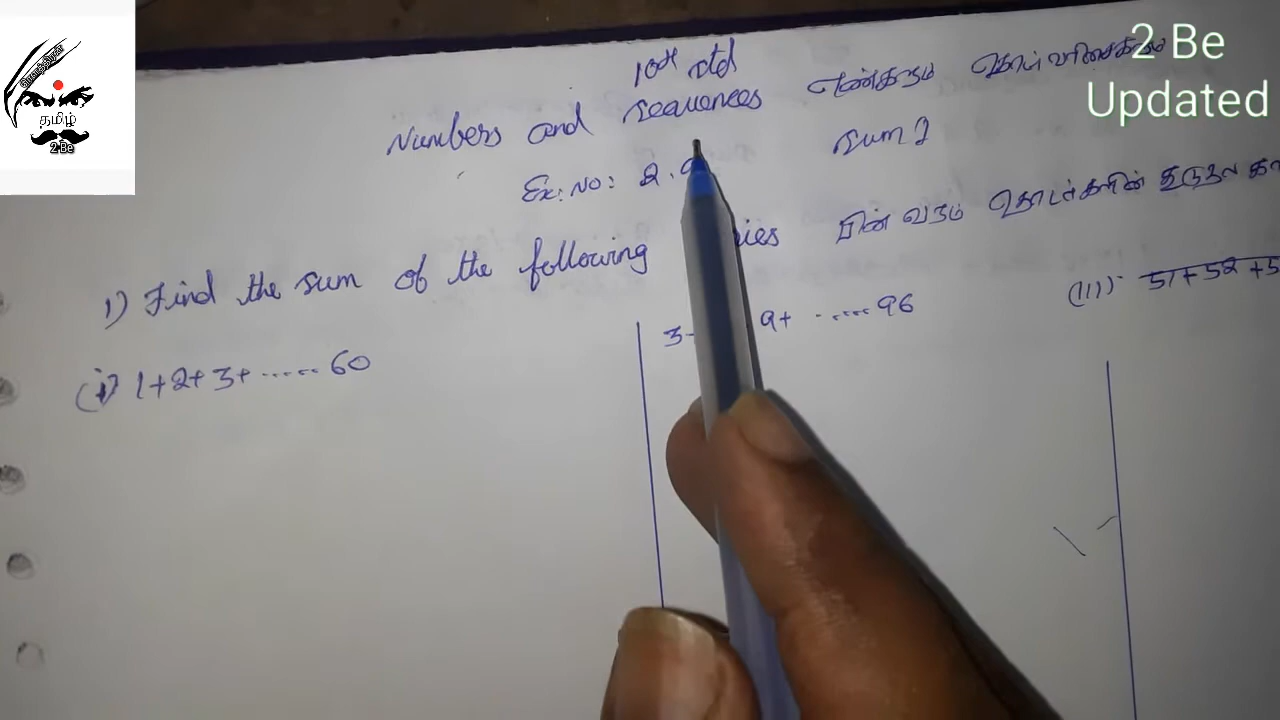 தமிழ்
2 Be
2 Be
Updated
10th std
Numbers and sequences எண்களும் தொடர்வரிசைகளும்
Ex: No: 2.9 sum 1
1) Find the sum of the following பின் வரும் தொடர்களின் கூடுதல்
(i) 1+2+3+ ...... 60
3+ 9+ ...... 96
(iii) 51+52+5